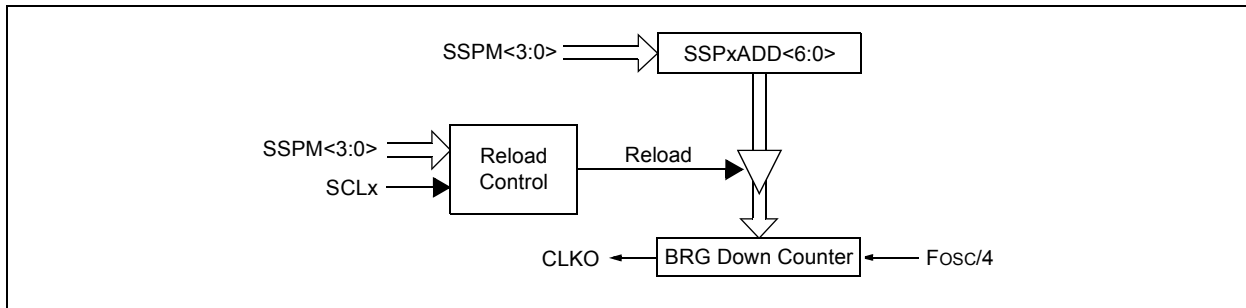 SSPM<3:0>
SSPxADD<6:0>
SSPM<3:0>
SCLx
Reload
Control
Reload
CLKO
BRG Down Counter
FOSC/4